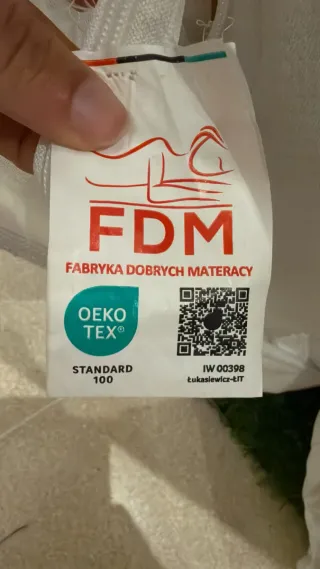 FDM
FABRYKA DOBRYCH MATERACY
OEKO
TEX®
STANDARD
100
IW 00398
Łukasiewicz-ŁIT